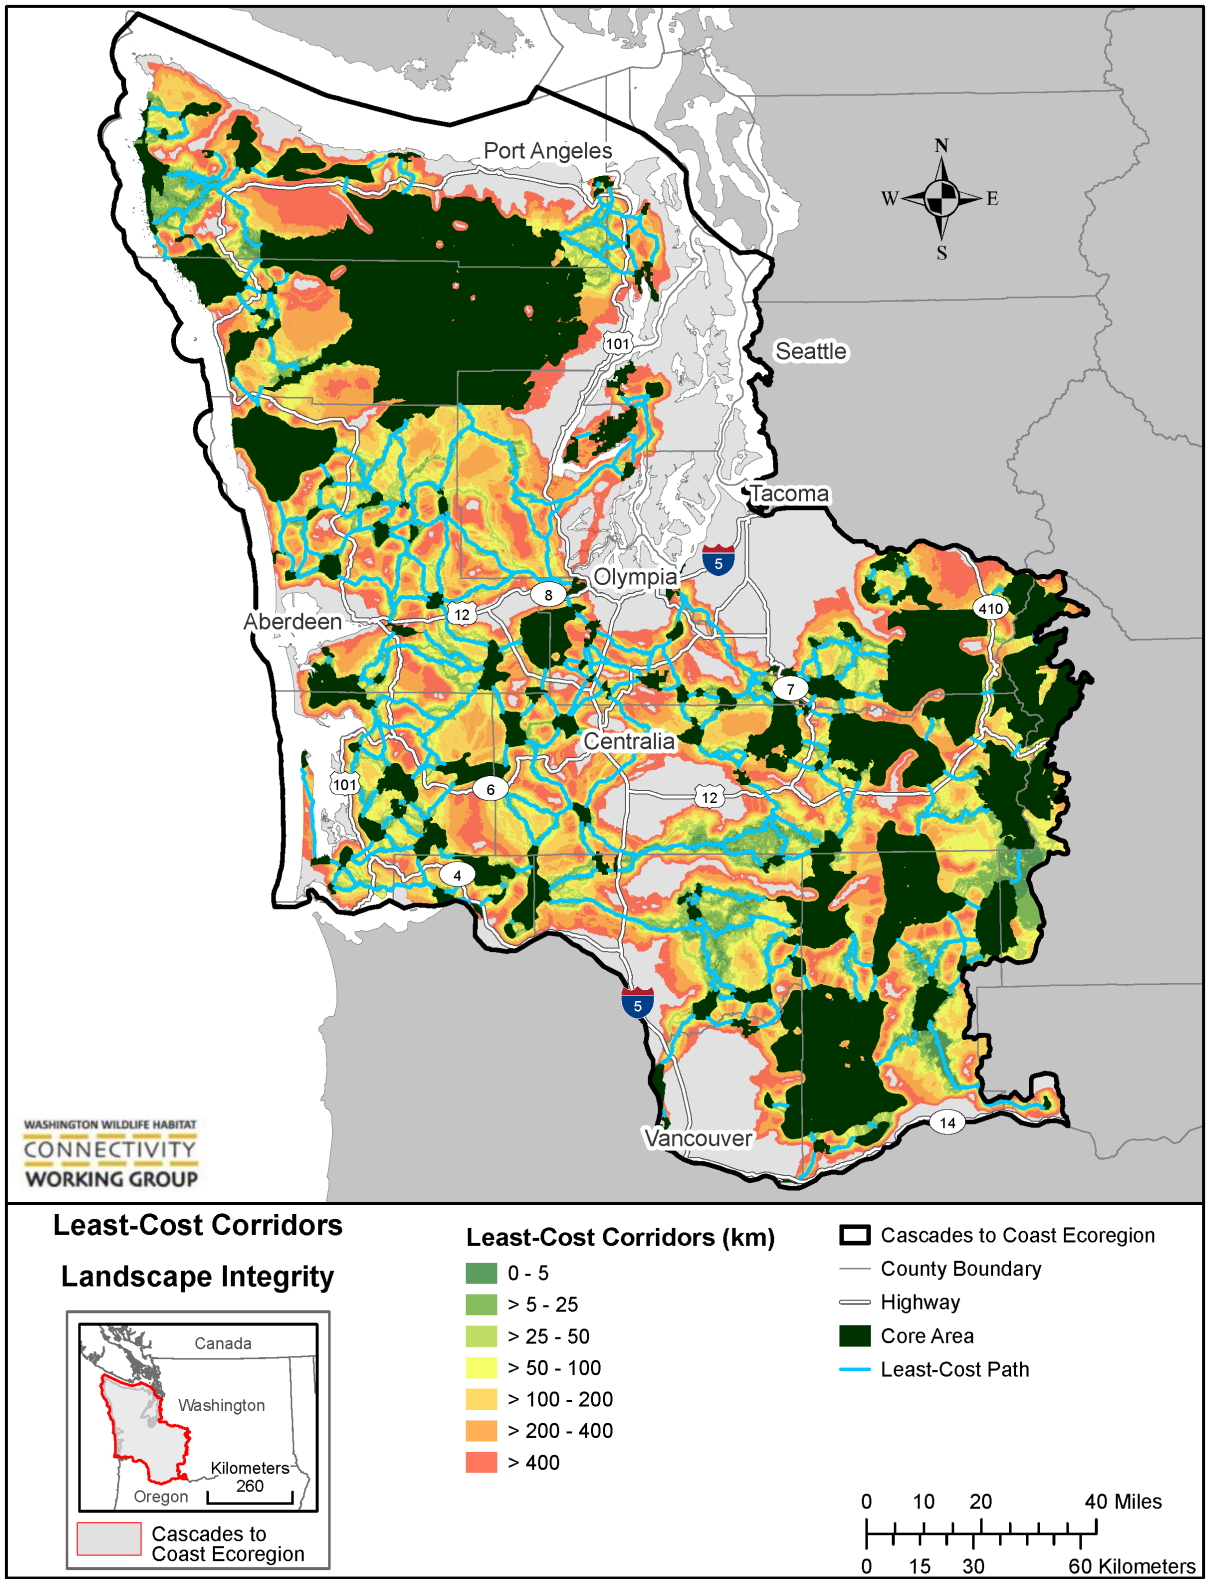 Port Angeles
N
W
E
S
101
Seattle
Tacoma
5
Olympia
8
410
12
Aberdeen
7
Centralia
101
6
12
4
5
14
Vancouver
WASHINGTON WILDLIFE HABITAT
CONNECTIVITY
WORKING GROUP
Least-Cost Corridors
Landscape Integrity
Canada
Washington
Kilometers
260
Oregon
Cascades to
Coast Ecoregion
Least-Cost Corridors (km)
0 - 5
> 5 - 25
> 25 - 50
> 50 - 100
> 100 - 200
> 200 - 400
> 400
Cascades to Coast Ecoregion
County Boundary
Highway
Core Area
Least-Cost Path
0 10 20 40 Miles
0 15 30 60 Kilometers